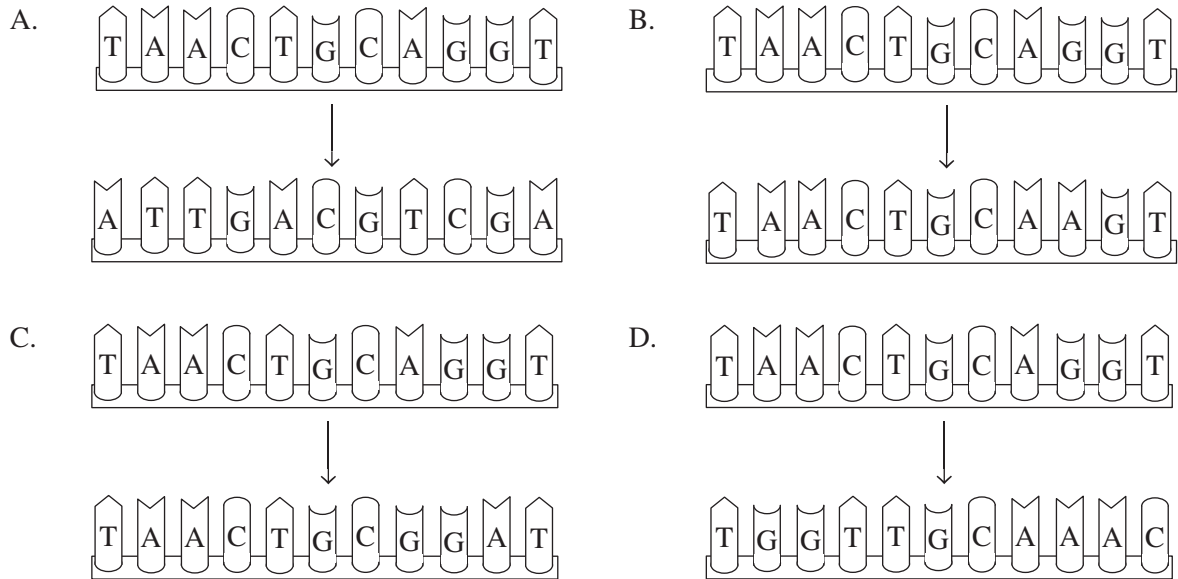 A.
T A A C T G C A G G T
A T T G A C G T C G A
B.
T A A C T G C A G G T
T A A C T G C A A G T
C.
T A A C T G C A G G T
T A A C T G C G G A T
D.
T A A C T G C A G G T
T G G T T G C A A A C